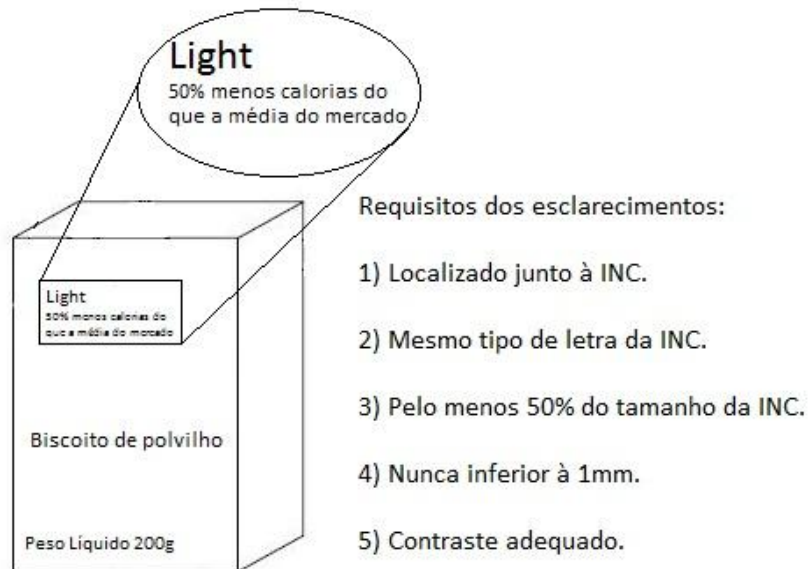 Light
50% menos calorias do
que a média do mercado
Requisitos dos esclarecimentos:
1) Localizado junto à INC.
Light
50% menos calorias do
que a média do mercado
2) Mesmo tipo de letra da INC.
3) Pelo menos 50% do tamanho da INC.
Biscoito de polvilho
4) Nunca inferior à 1mm.
Peso Líquido 200g
5) Contraste adequado.